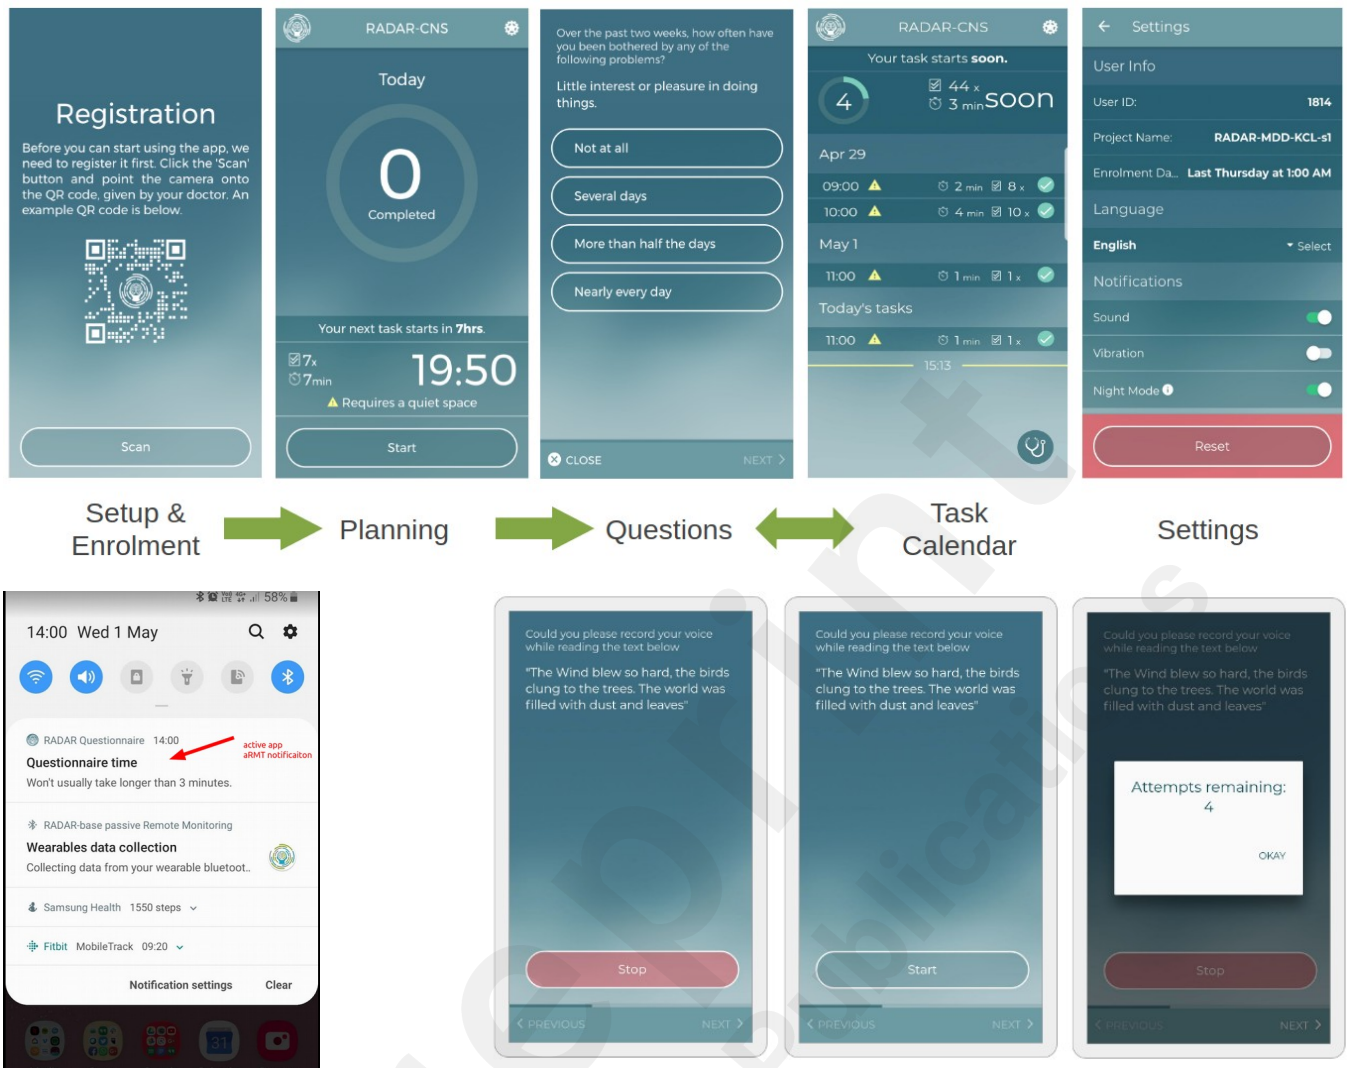 Registration
Before you can start using the app, we
need to register it first. Click the 'Scan'
button and point the camera onto
the QR code, given by your doctor. An
example QR code is below.
Scan
RADAR-CNS
Today
0
Completed
Your next task starts in 7hrs.
7x
7min
19:50
Requires a quiet space
Start
Over the past two weeks, how often have
you been bothered by any of the
following problems?
Little interest or pleasure in doing
things.
Not at all
Several days
More than half the days
Nearly every day
CLOSE
NEXT >
RADAR-CNS
Your task starts soon.
4
44 x
3 min
SOON
Apr 29
09:00 2 min 8 x
10:00 4 min 10 x
May 1
11:00 1 min 1 x
Today's tasks
11:00 1 min 1 x
15:13
Settings
User Info
User ID: 1814
Project Name: RADAR-MDD-KCL-s1
Enrolment Da... Last Thursday at 1:00 AM
Language
English Select
Notifications
Sound
Vibration
Night Mode
Reset
Setup &
Enrolment
Planning
Questions
Task
Calendar
Settings
58%
14:00 Wed 1 May
RADAR Questionnaire 14:00
active app
aRMT notificaiton
Questionnaire time
Won't usually take longer than 3 minutes.
RADAR-base passive Remote Monitoring
Wearables data collection
Collecting data from your wearable bluetoot..
Samsung Health 1550 steps
Fitbit MobileTrack 09:20
Notification settings Clear
31
Could you please record your voice
while reading the text below
"The Wind blew so hard, the birds
clung to the trees. The world was
filled with dust and leaves"
Stop
< PREVIOUS NEXT >
Could you please record your voice
while reading the text below
"The Wind blew so hard, the birds
clung to the trees. The world was
filled with dust and leaves"
Start
< PREVIOUS NEXT >
Could you please record your voice
while reading the text below
"The Wind blew so hard, the birds
clung to the trees. The world was
filled with dust and leaves"
Attempts remaining:
4
OKAY
Stop
< PREVIOUS NEXT >